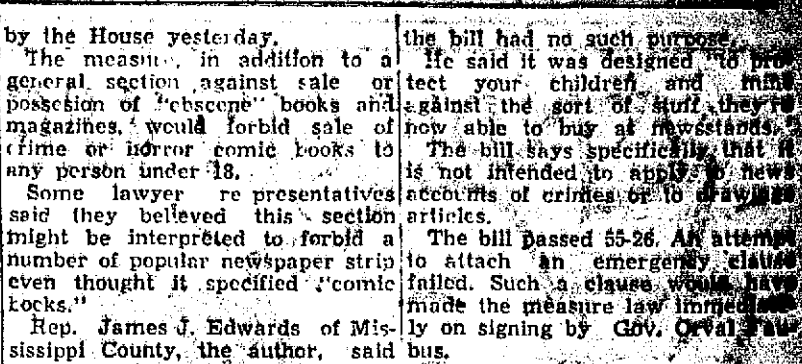 by the House yesterday.
The measure, in addition to a
general section against sale or
possesion of "obscene" books and
magazines, would forbid sale of
crime or horror comic books to
any person under 18.
Some lawyer re presentatives
said they believed this section
might be interpreted to forbid a
number of popular newspaper strip
even thought it specified "comic
kocks."
Rep. James J. Edwards of Mis-
sissippi County, the author, said
the bill had no such purpose.
He said it was designed "to pro-
tect your children and mine
against the sort of stuff they're
now able to buy at newsstands."
The bill says specifically that it
is not intended to apply to news
accounts of crimes or to drawings
articles.
The bill passed 55-26. An attempt
to attach an emergency clause
failed. Such a clause would have
made the measure law immediate-
ly on signing by Gov. Orval Fau-
bus.